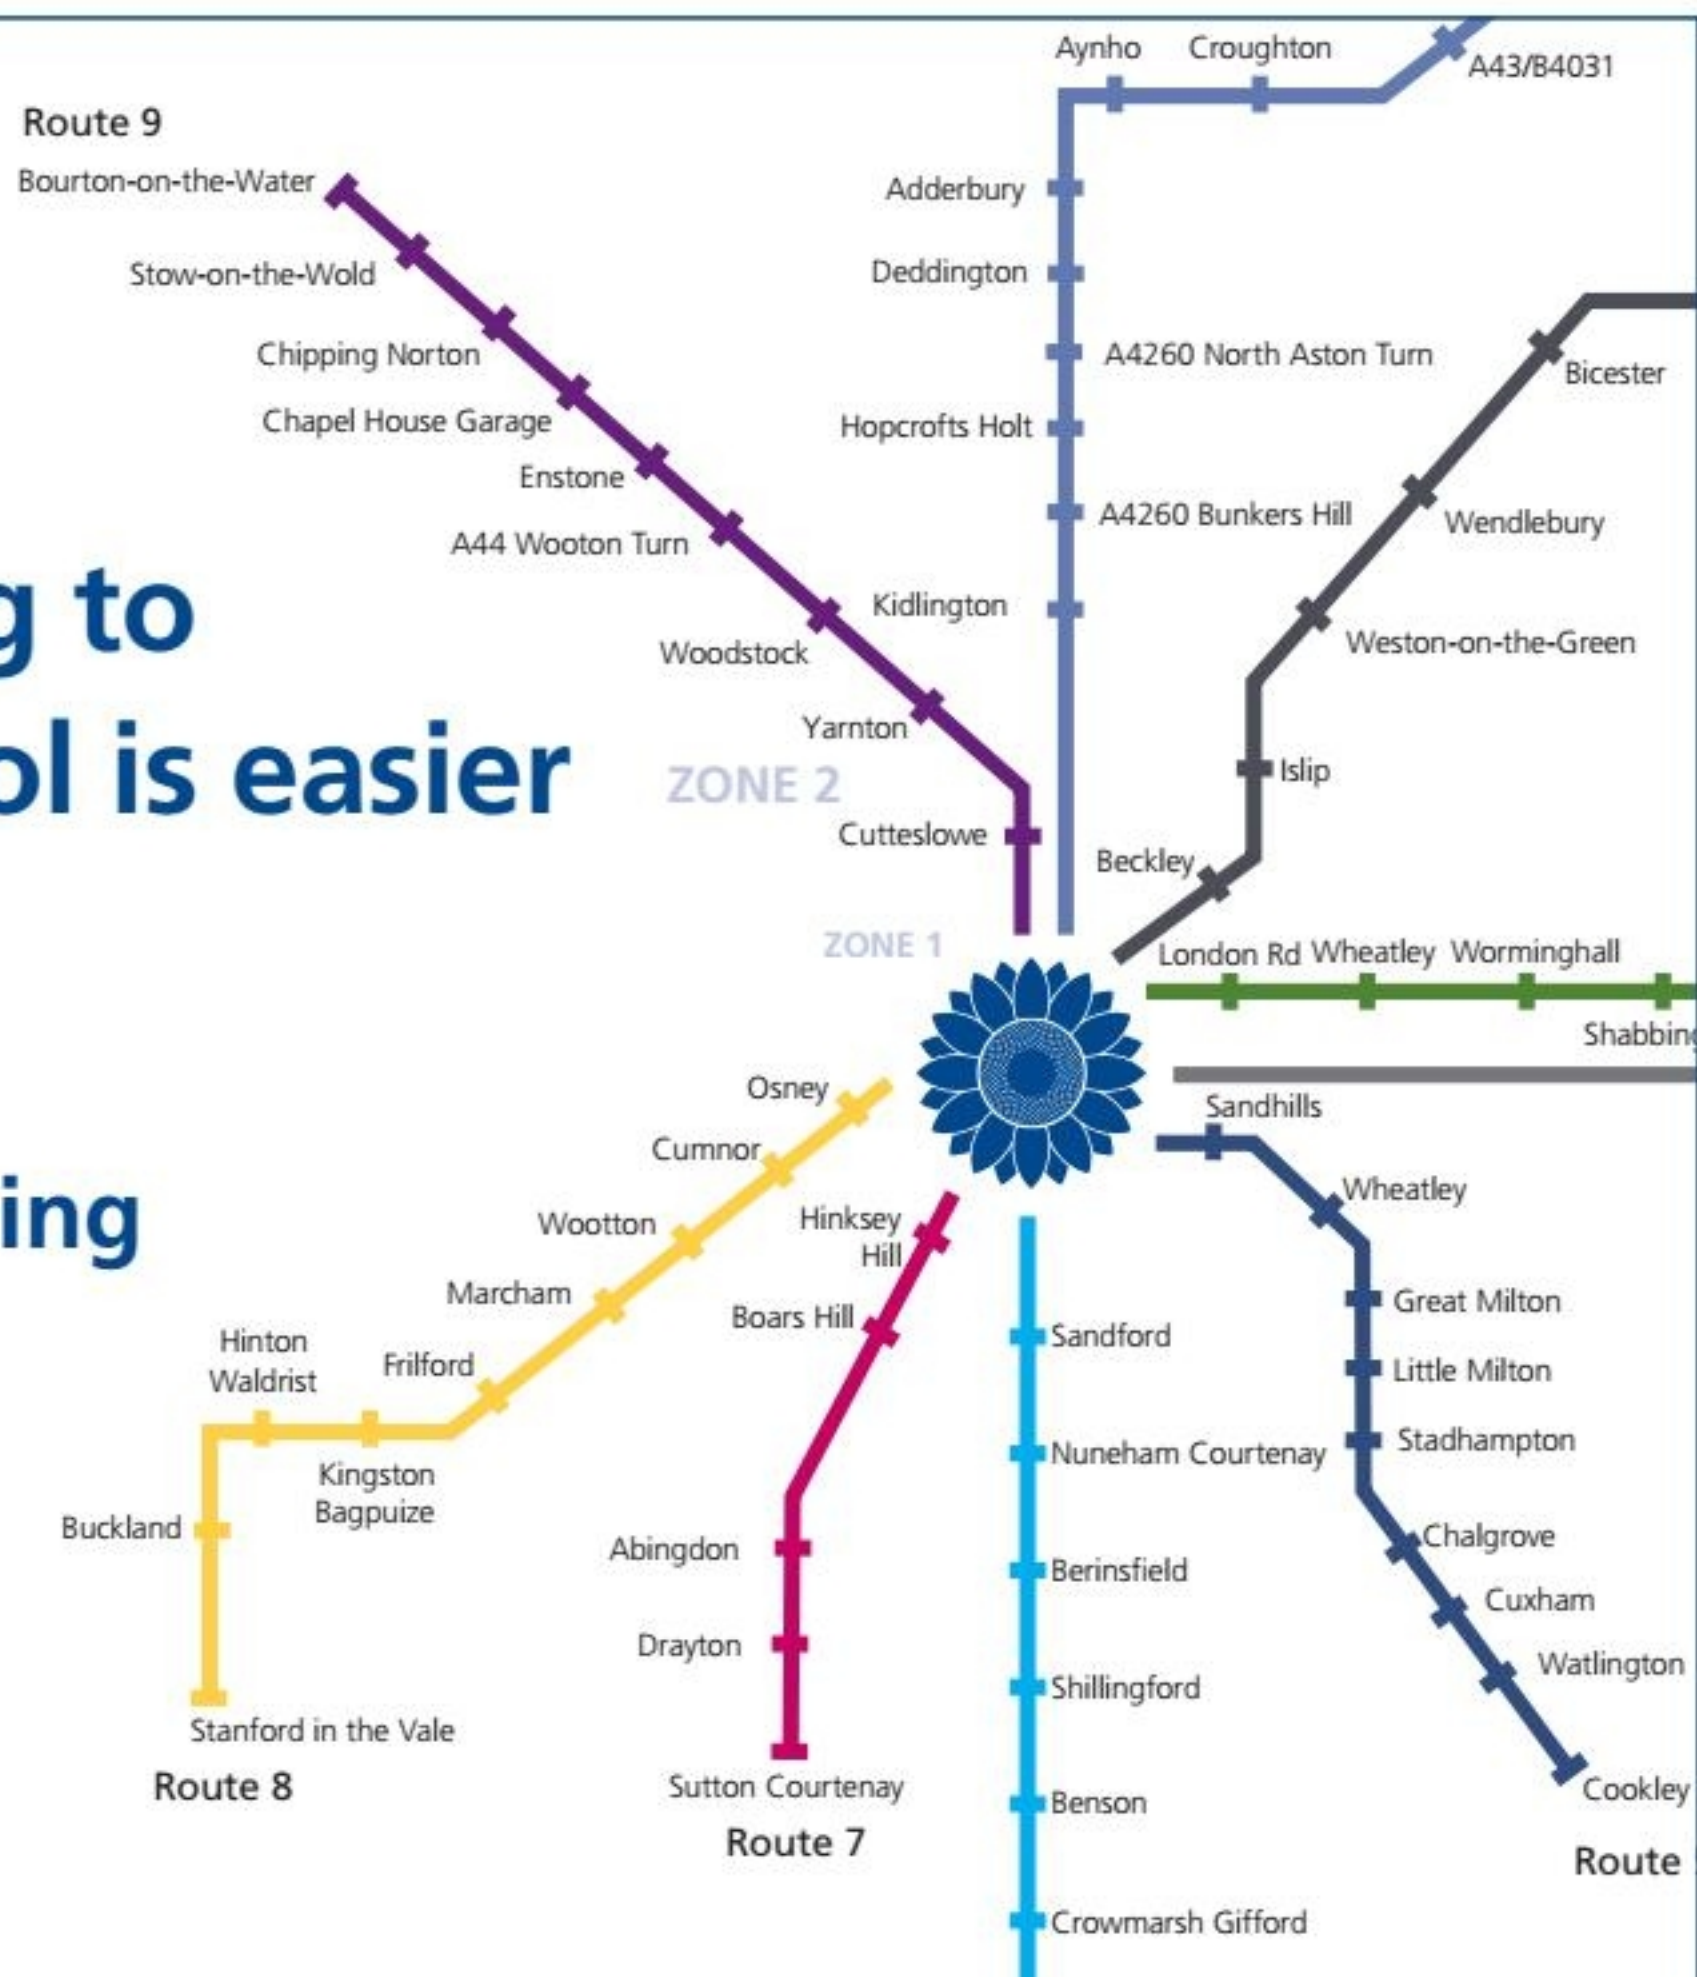 Aynho
Croughton
A43/B4031
Route 9
Bourton-on-the-Water
Adderbury
Stow-on-the-Wold
Deddington
Chipping Norton
A4260 North Aston Turn
Bicester
Chapel House Garage
Hopcrofts Holt
Enstone
A4260 Bunkers Hill
Wendlebury
A44 Wooton Turn
g to
Kidlington
Weston-on-the-Green
Woodstock
Yarnton
ol is easier
ZONE 2
Islip
Cutteslowe
Beckley
ZONE 1
London Rd
Wheatley
Worminghall
Shabbing
Osney
Sandhills
Cumnor
Wheatley
ing
Wootton
Hinksey
Hill
Marcham
Great Milton
Boars Hill
Sandford
Hinton
Waldrist
Frilford
Little Milton
Stadhampton
Nuneham Courtenay
Kingston
Bagpuize
Buckland
Chalgrove
Abingdon
Berinsfield
Cuxham
Drayton
Watlington
Shillingford
Stanford in the Vale
Route 8
Sutton Courtenay
Cookley
Benson
Route 7
Route
Crowmarsh Gifford